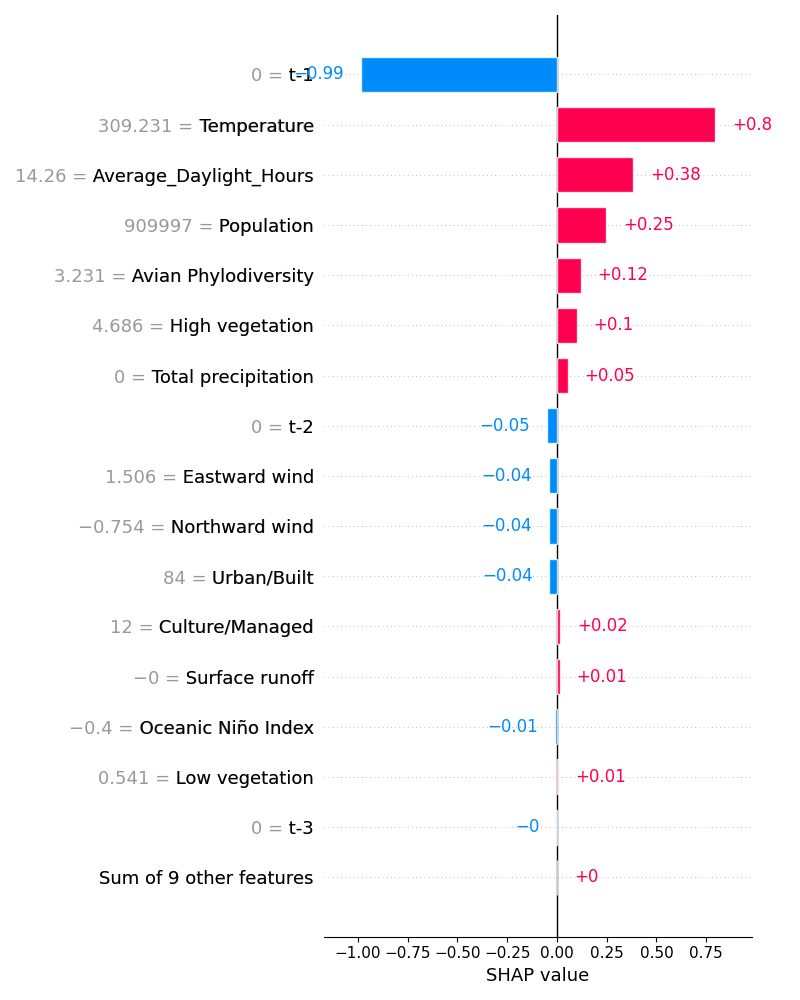 0 = t-1 −0.99
309.231 = Temperature +0.8
14.26 = Average_Daylight_Hours +0.38
909997 = Population +0.25
3.231 = Avian Phylodiversity +0.12
4.686 = High vegetation +0.1
0 = Total precipitation +0.05
0 = t-2 −0.05
1.506 = Eastward wind −0.04
−0.754 = Northward wind −0.04
84 = Urban/Built −0.04
12 = Culture/Managed +0.02
−0 = Surface runoff +0.01
−0.4 = Oceanic Niño Index −0.01
0.541 = Low vegetation +0.01
0 = t-3 −0
Sum of 9 other features +0
−1.00 −0.75 −0.50 −0.25 0.00 0.25 0.50 0.75
SHAP value